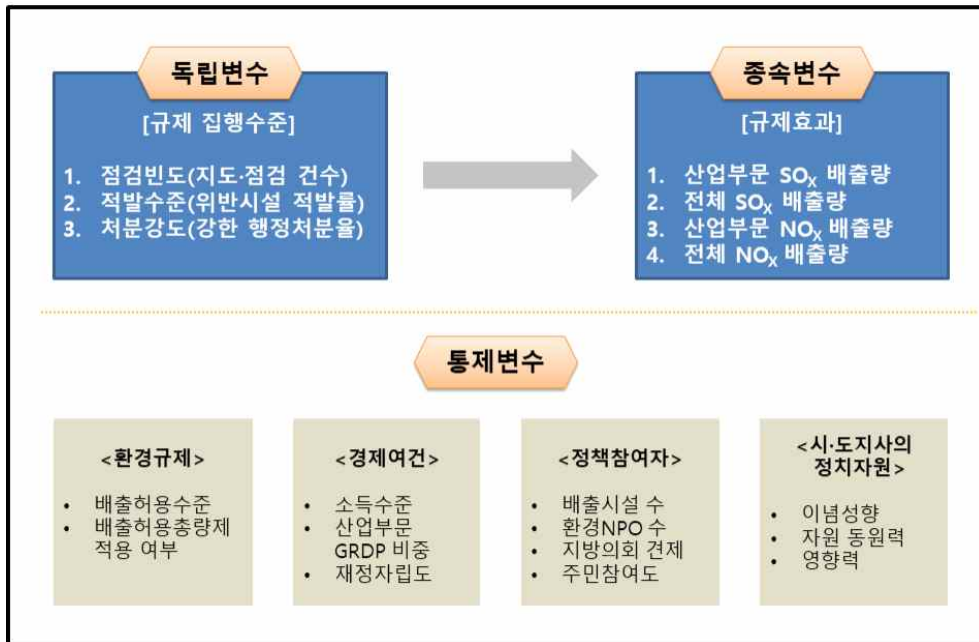 독립변수
[규제 집행수준]
1. 점검빈도(지도·점검 건수)
2. 적발수준(위반시설 적발률)
3. 처분강도(강한 행정처분율)
종속변수
[규제효과]
1. 산업부문 SOX 배출량
2. 전체 SOX 배출량
3. 산업부문 NOX 배출량
4. 전체 NOX 배출량
통제변수
<환경규제>
• 배출허용수준
• 배출허용총량제
적용 여부
<경제여건>
• 소득수준
• 산업부문
GRDP 비중
• 재정자립도
<정책참여자>
• 배출시설 수
• 환경NPO 수
• 지방의회 견제
• 주민참여도
<시·도지사의
정치자원>
• 이념성향
• 자원 동원력
• 영향력